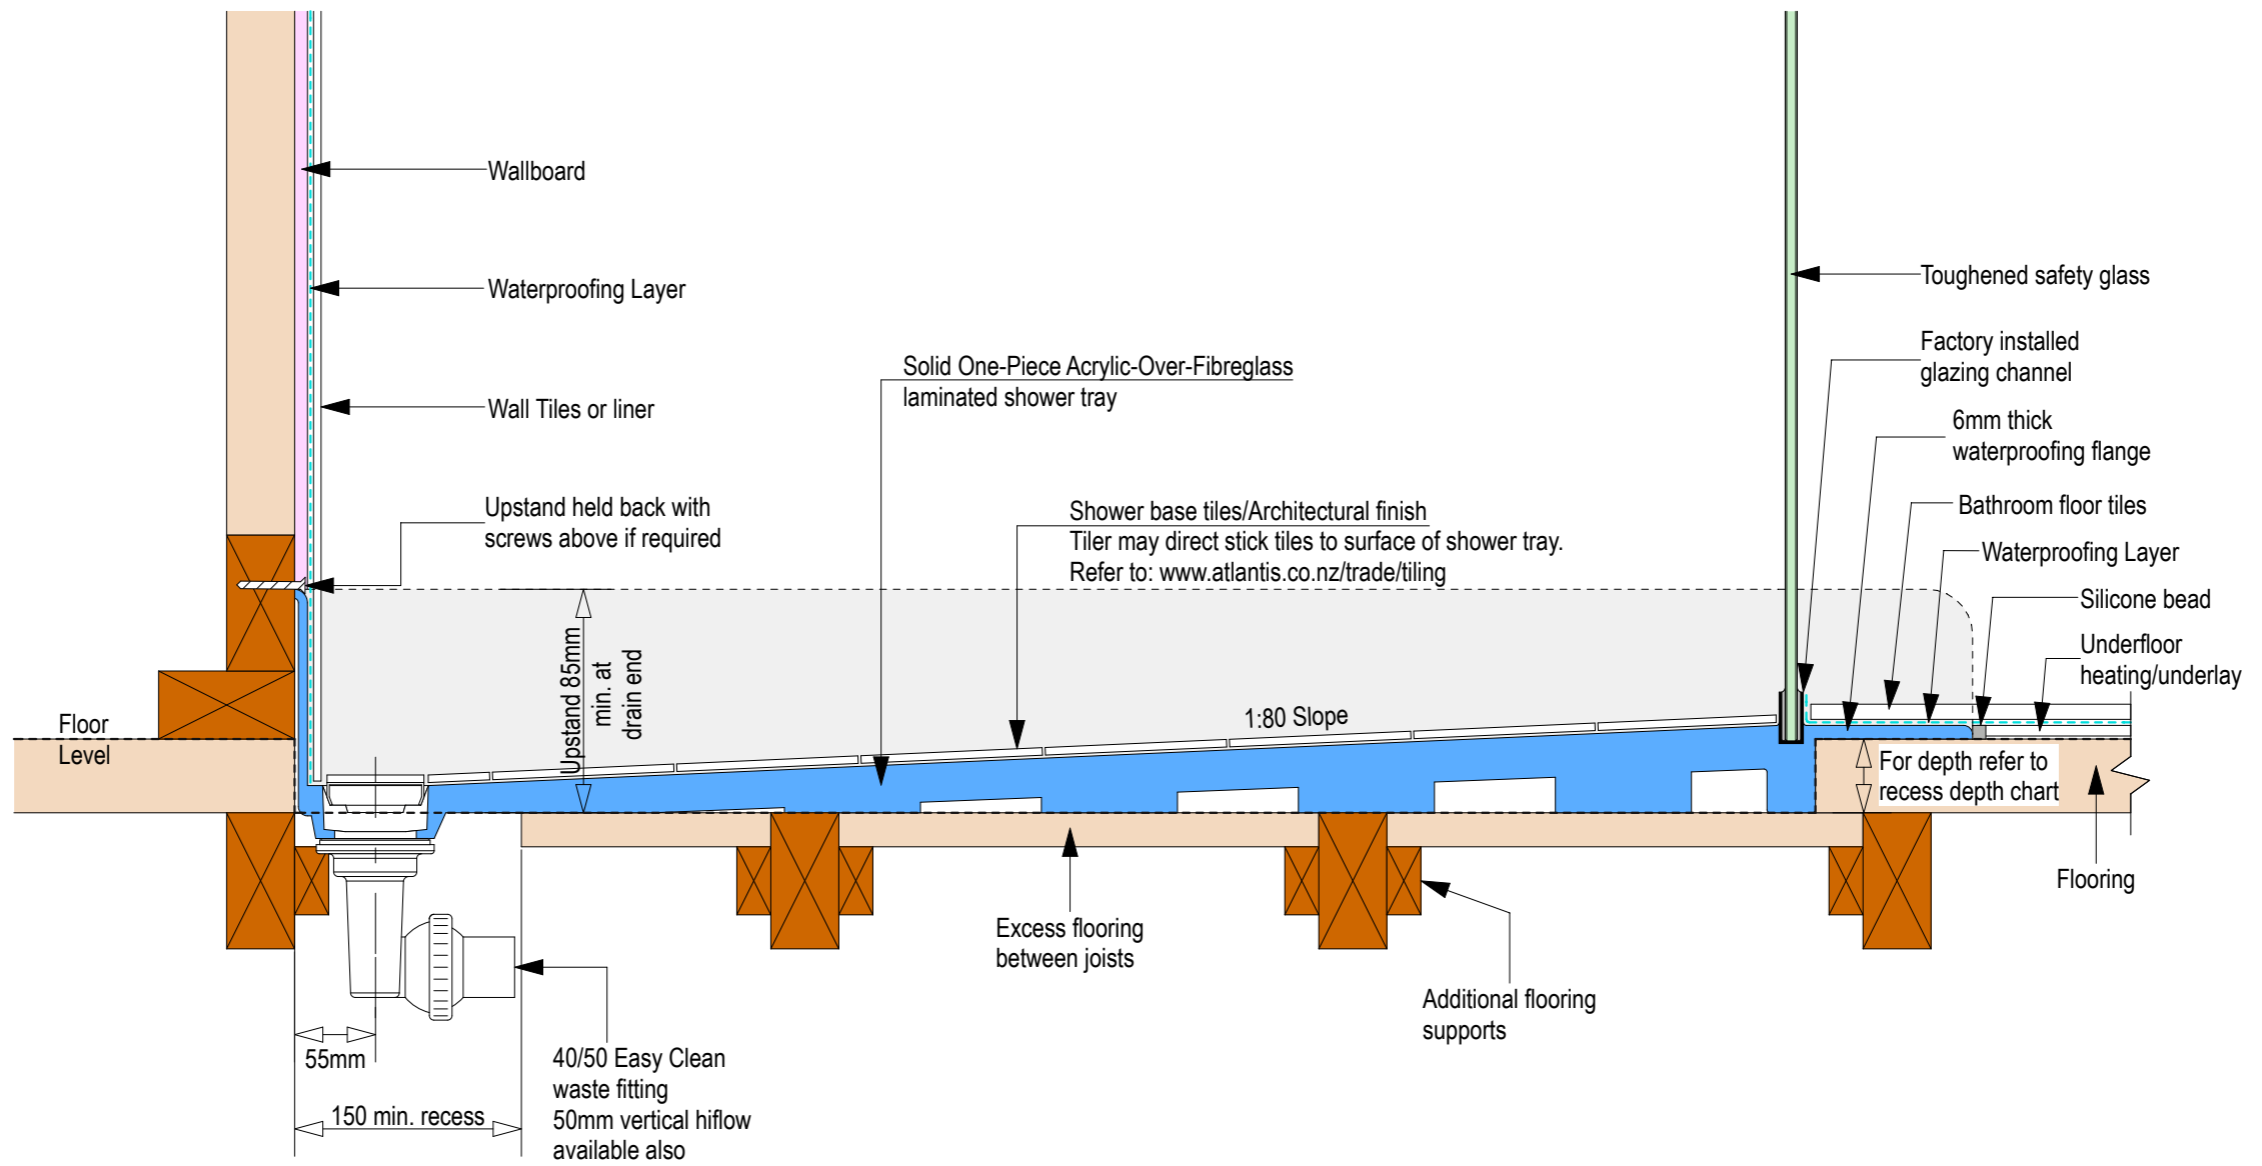 Wallboard
Waterproofing Layer
Wall Tiles or liner
Upstand held back with
screws above if required
Solid One-Piece Acrylic-Over-Fibreglass
laminated shower tray
Shower base tiles/Architectural finish
Tiler may direct stick tiles to surface of shower tray.
Refer to: www.atlantis.co.nz/trade/tiling
Toughened safety glass
Factory installed
glazing channel
6mm thick
waterproofing flange
Bathroom floor tiles
Waterproofing Layer
Silicone bead
Underfloor
heating/underlay
Upstand 85mm
min. at
drain end
1:80 Slope
Floor
Level
For depth refer to
recess depth chart
Flooring
Excess flooring
between joists
Additional flooring
supports
55mm
150 min. recess
40/50 Easy Clean
waste fitting
50mm vertical hiflow
available also